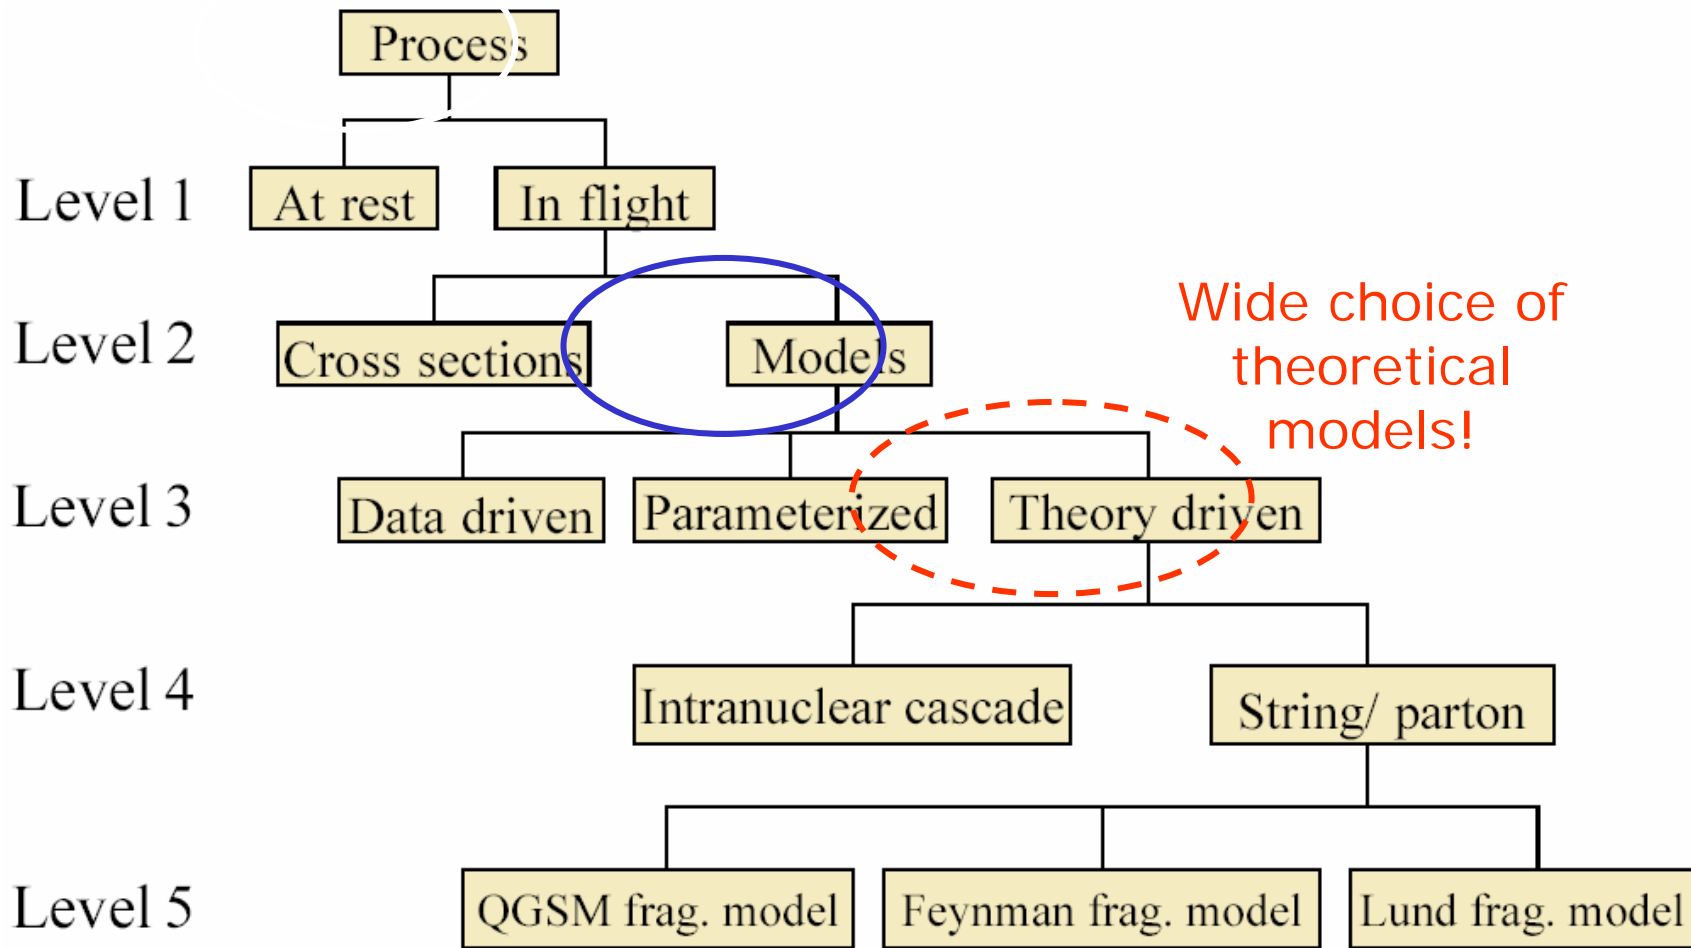 Process
Level 1
At rest
In flight
Level 2
Cross sections
Models
Wide choice of
theoretical
models!
Level 3
Data driven
Parameterized
Theory driven
Level 4
Intranuclear cascade
String/ parton
Level 5
QGSM frag. model
Feynman frag. model
Lund frag. model